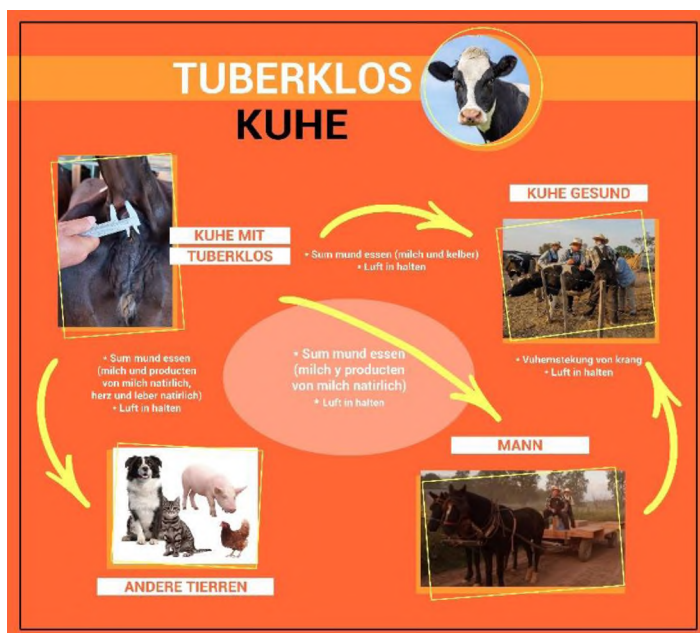 TUBERKLOS
KUHE
KUHE GESUND
KUHE MIT
TUBERKLOS
• Sum mund essen (milch und kelber)
• Luft in halten
• Sum mund essen
(milch und producten
von milch natirlich,
herz und leber natirlich)
• Luft in halten
• Sum mund essen
(milch y producten
von milch natirlich)
• Luft in halten
• Vuhernstekung von krang
• Luft in halten
MANN
ANDERE TIERREN